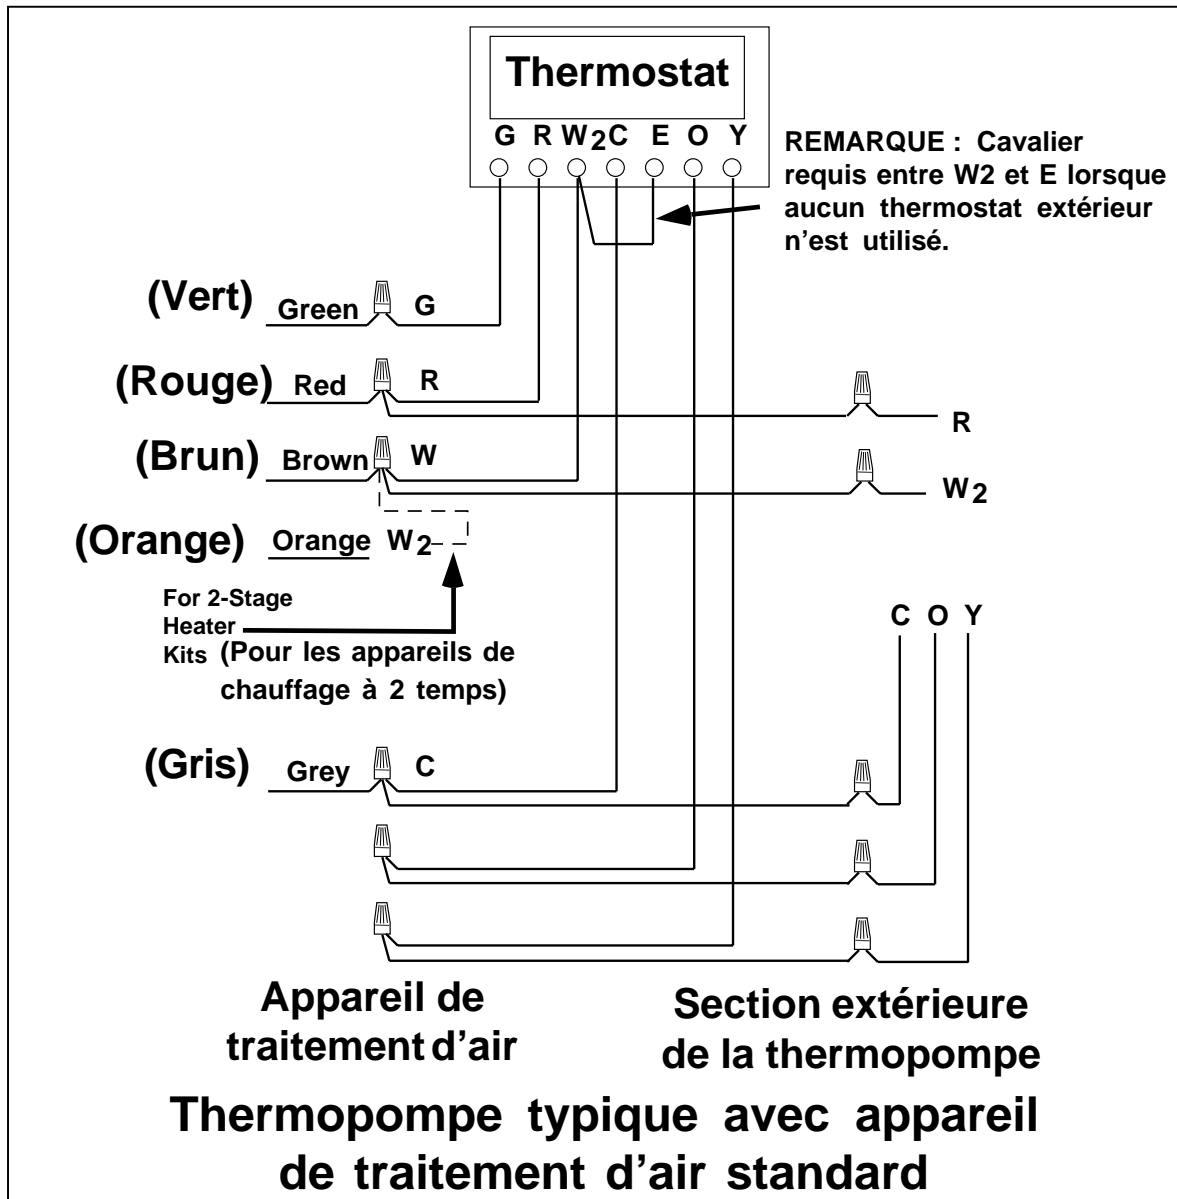 Thermostat
G R W2 C E O Y
REMARQUE : Cavalier
requis entre W2 et E lorsque
aucun thermostat extérieur
n'est utilisé.
(Vert) Green G
(Rouge) Red R
R
(Brun) Brown W
W2
(Orange) Orange W2
For 2-Stage
Heater
Kits (Pour les appareils de
chauffage à 2 temps)
C O Y
(Gris) Grey C
Appareil de
traitement d'air
Section extérieure
de la thermopompe
Thermopompe typique avec appareil
de traitement d'air standard